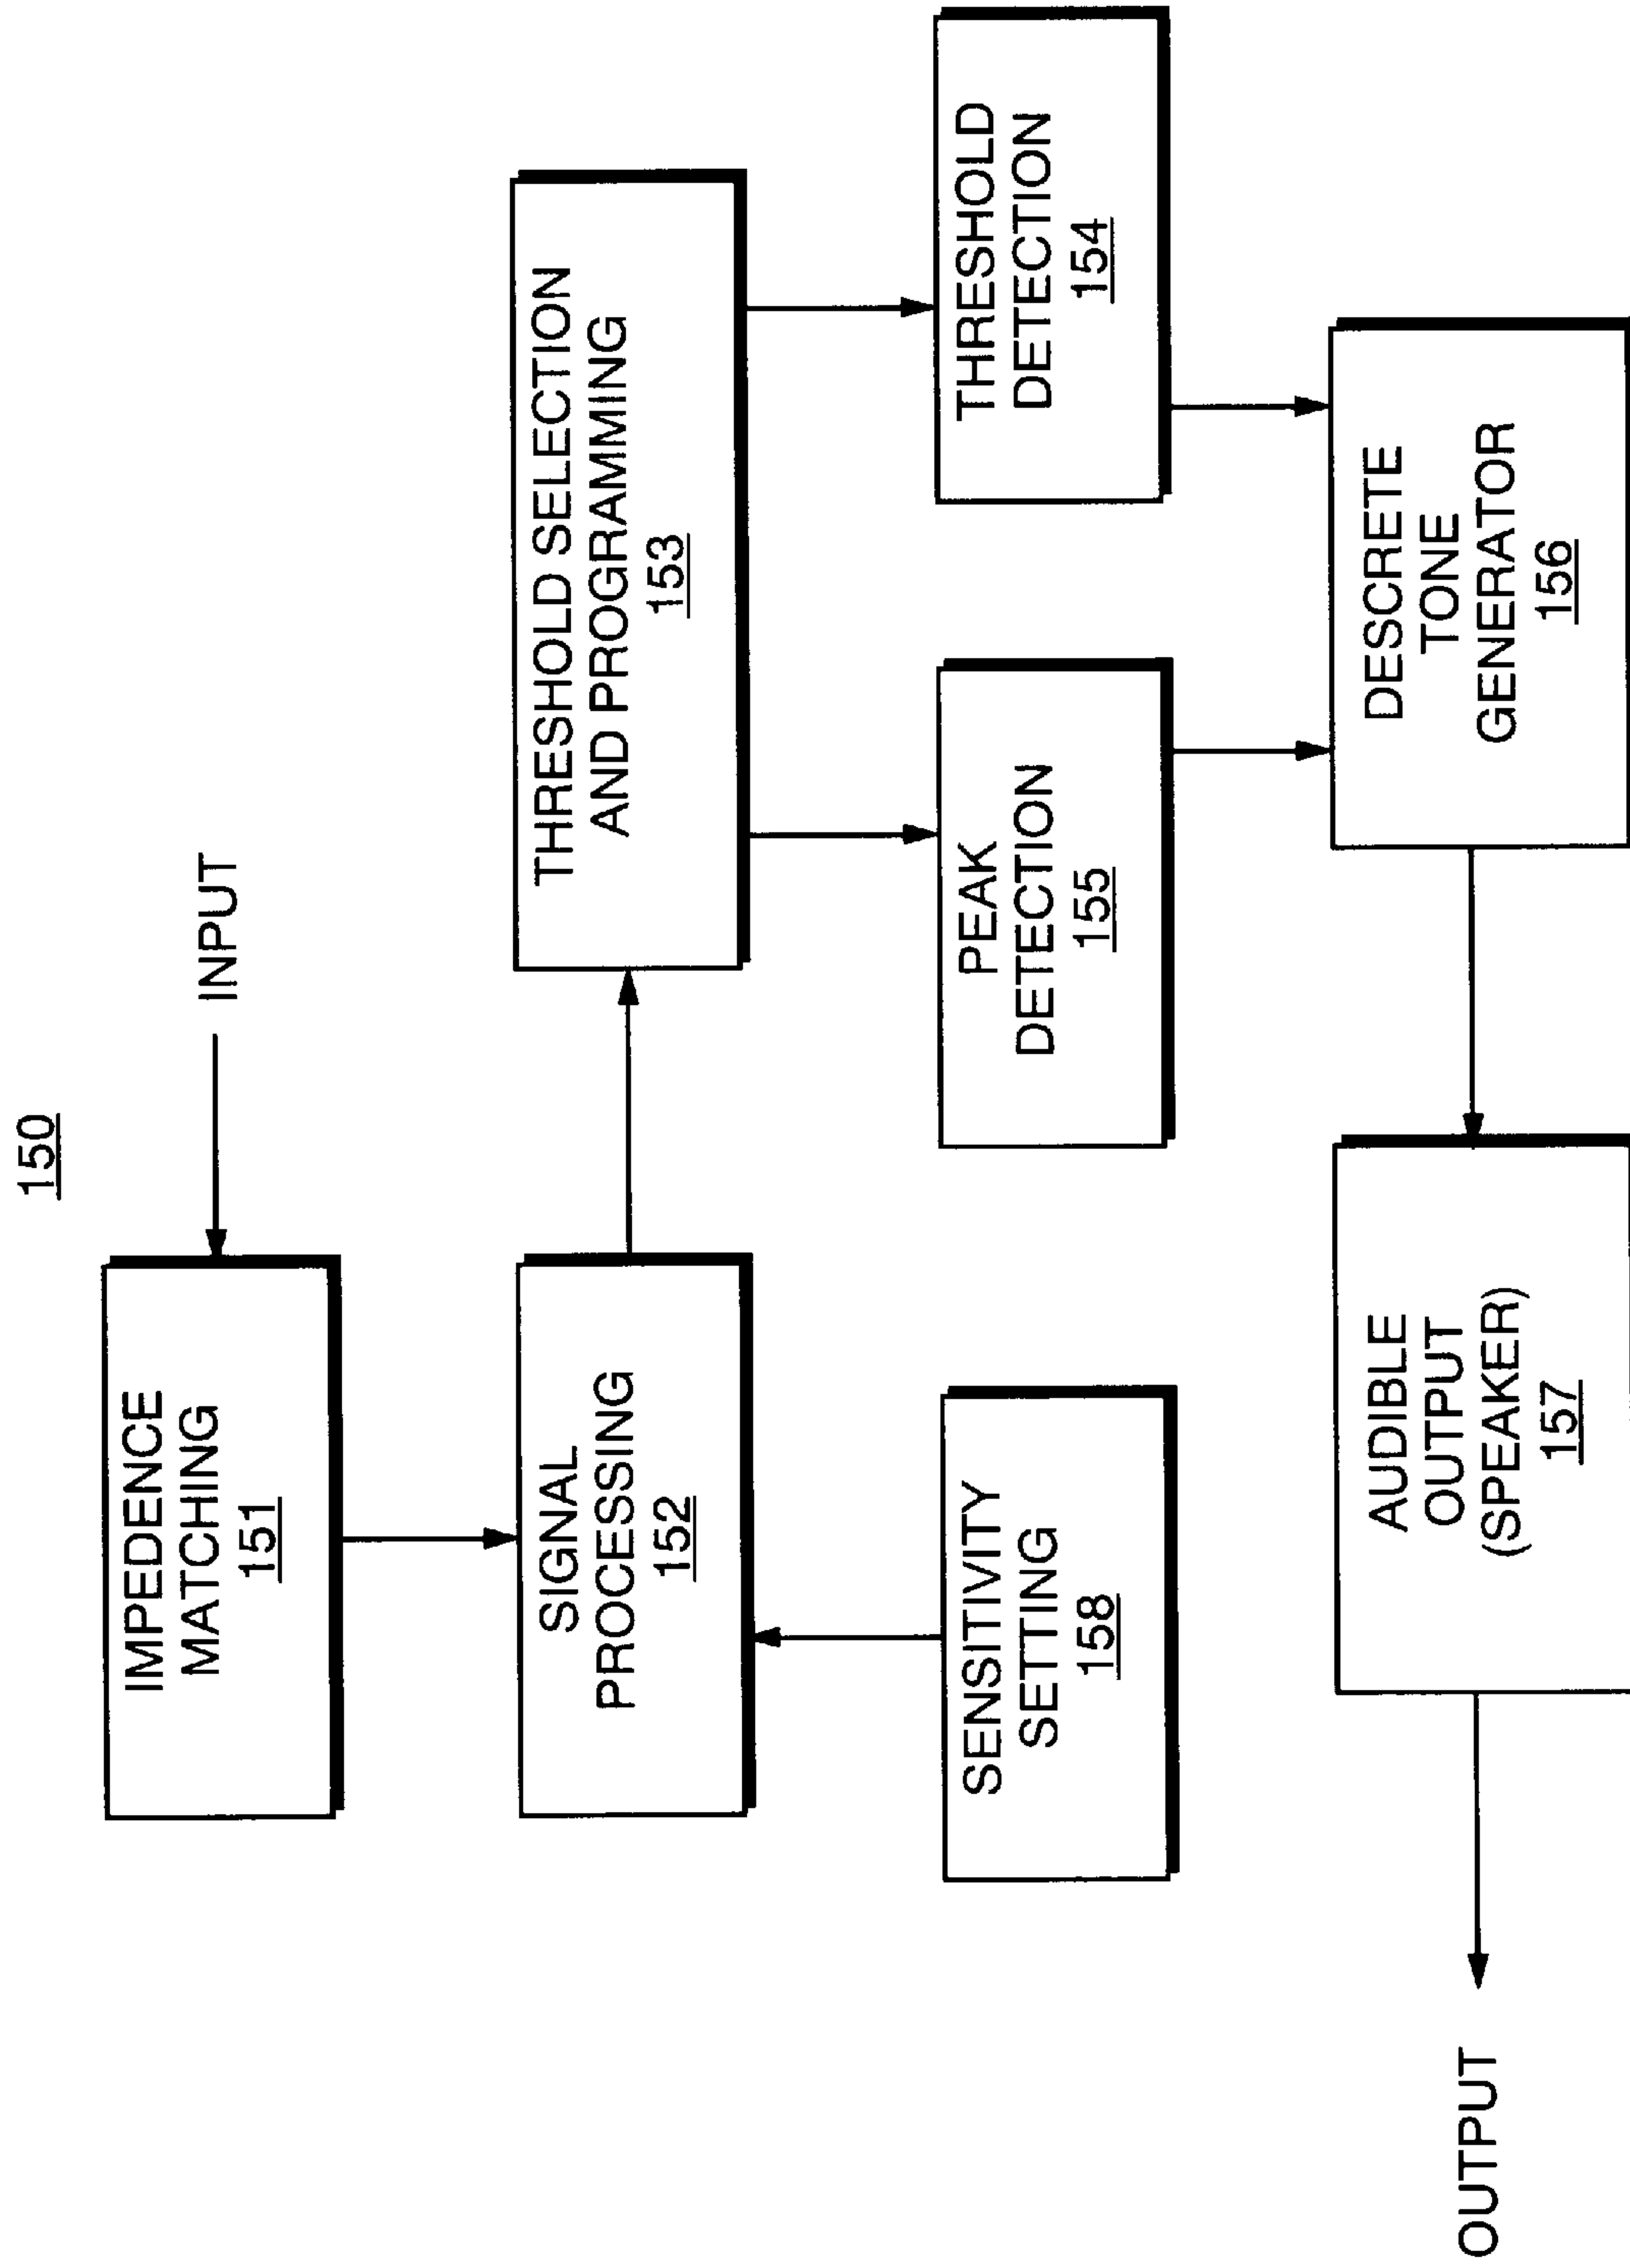 150
INPUT
IMPEDENCE
MATCHING
151
SIGNAL
PROCESSING
152
THRESHOLD SELECTION
AND PROGRAMMING
153
SENSITIVITY
SETTING
158
PEAK
DETECTION
155
THRESHOLD
DETECTION
154
OUTPUT
AUDIBLE
OUTPUT
(SPEAKER)
157
DESCRETE
TONE
GENERATOR
156